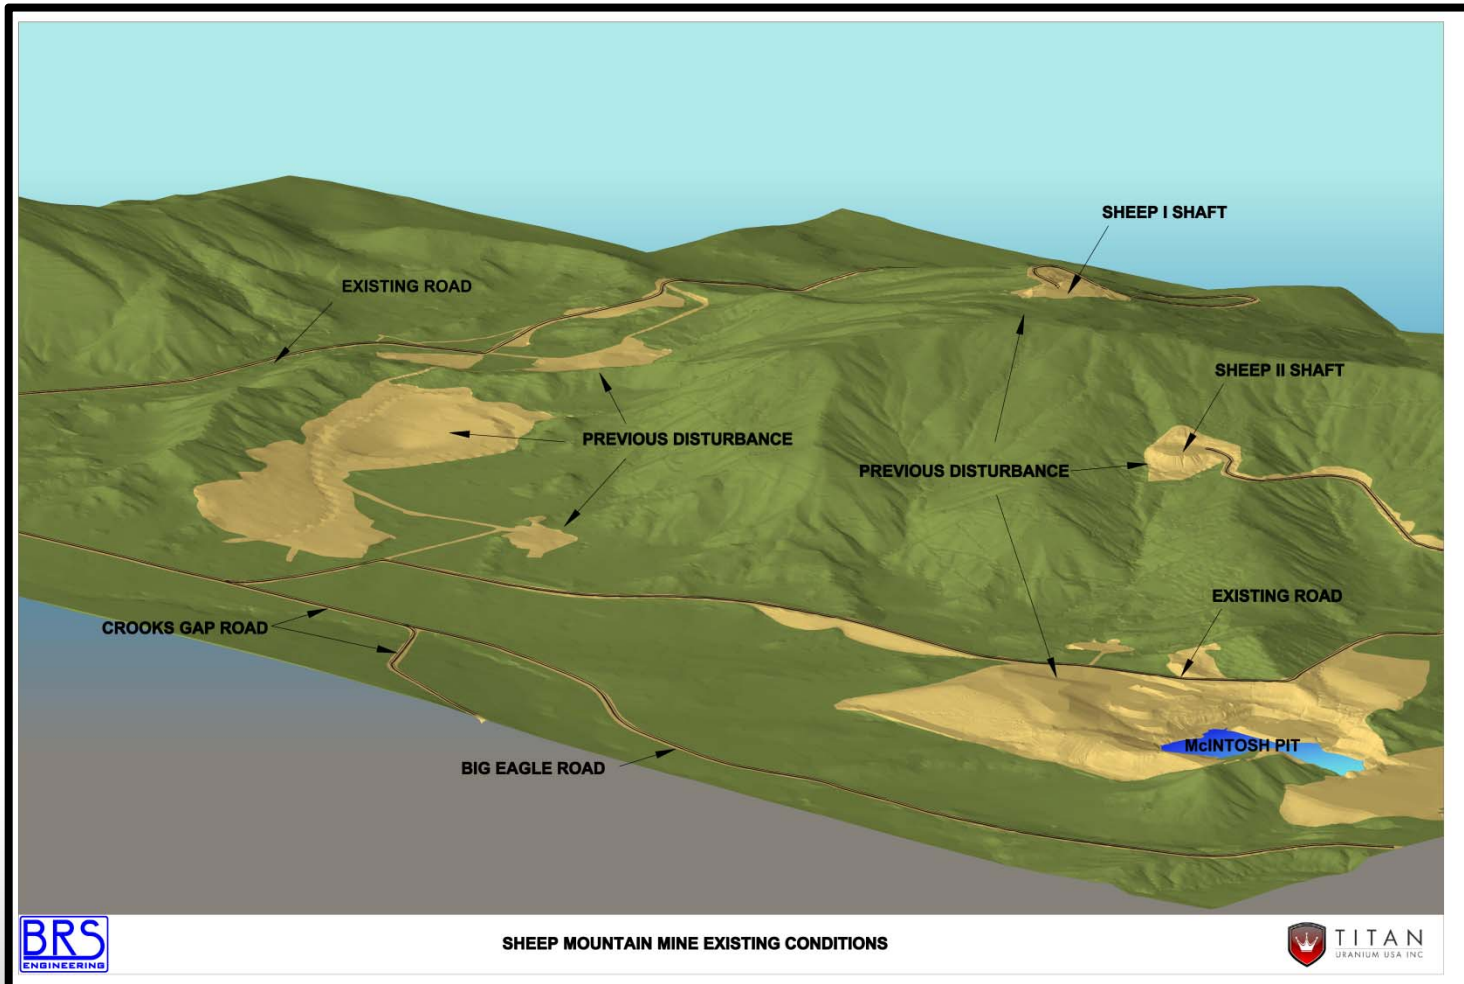 SHEEP I SHAFT
EXISTING ROAD
SHEEP II SHAFT
PREVIOUS DISTURBANCE
PREVIOUS DISTURBANCE
EXISTING ROAD
CROOKS GAP ROAD
McINTOSH PIT
BIG EAGLE ROAD
BRS
ENGINEERING
SHEEP MOUNTAIN MINE EXISTING CONDITIONS
TITAN
URANIUM USA INC